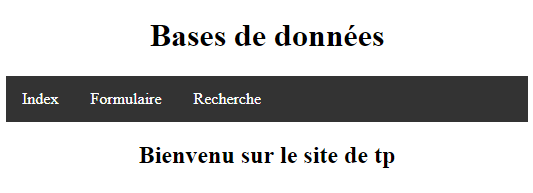 Bases de données
Index Formulaire Recherche
Bienvenu sur le site de tp